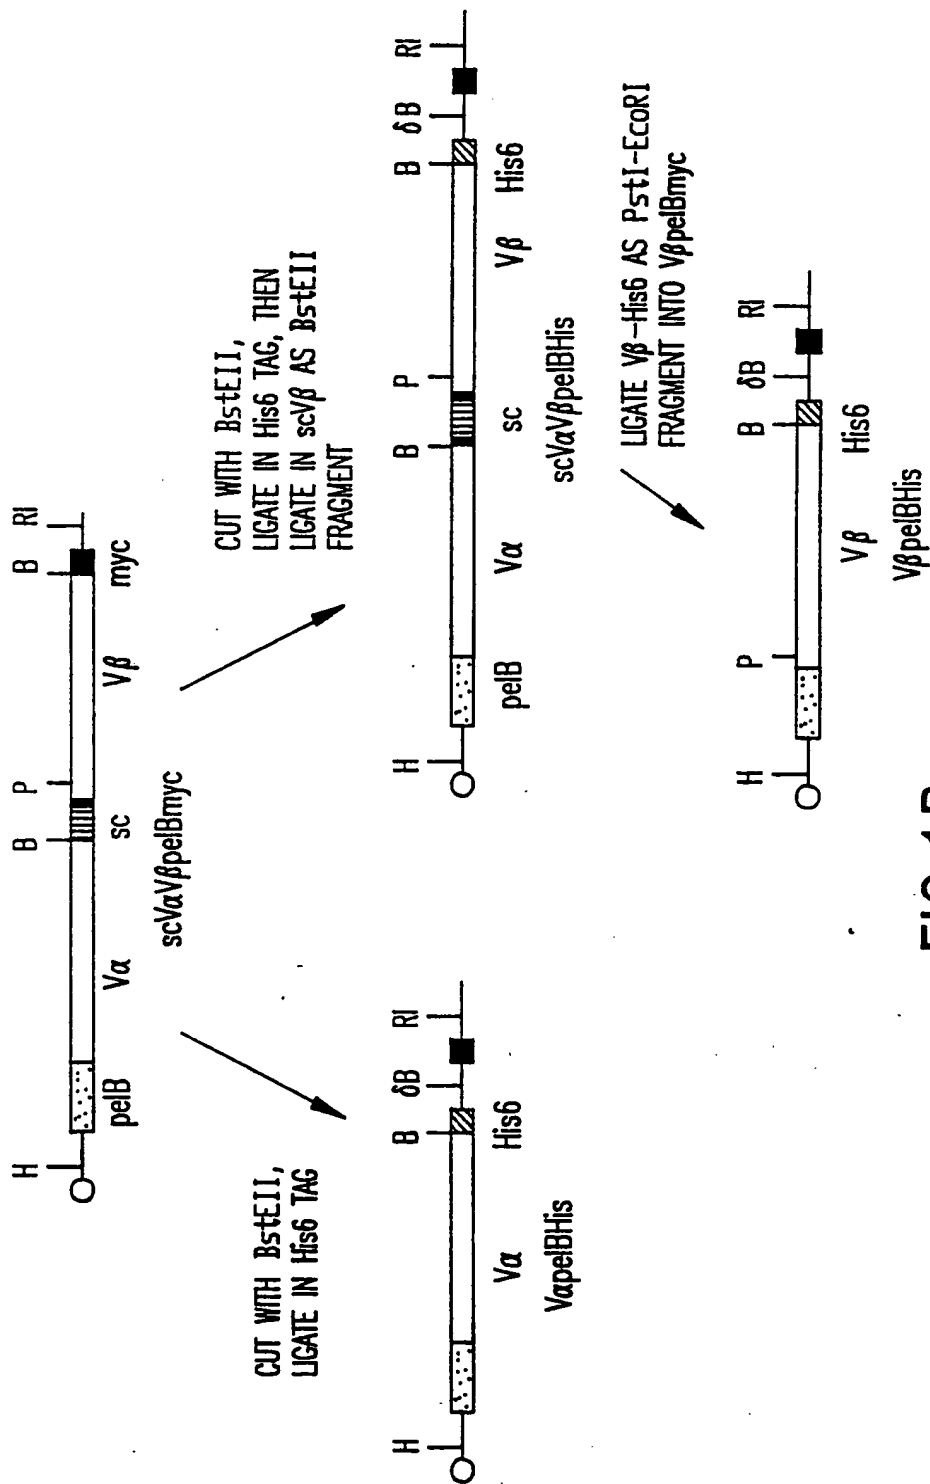 H B P B RI
pelB Vα sc Vβ myc
scVαVβpelBmyc
CUT WITH BstEII,
LIGATE IN His6 TAG
CUT WITH BstEII,
LIGATE IN His6 TAG, THEN
LIGATE IN scVβ AS BstEII
FRAGMENT
H B δB RI
Vα His6
VαpelBHis
H B P B δB RI
pelB Vα sc Vβ His6
scVαVβpelBHis
LIGATE Vβ-His6 AS PstI-EcoRI
FRAGMENT INTO VβpelBmyc
H P B δB RI
Vβ His6
VβpelBHis